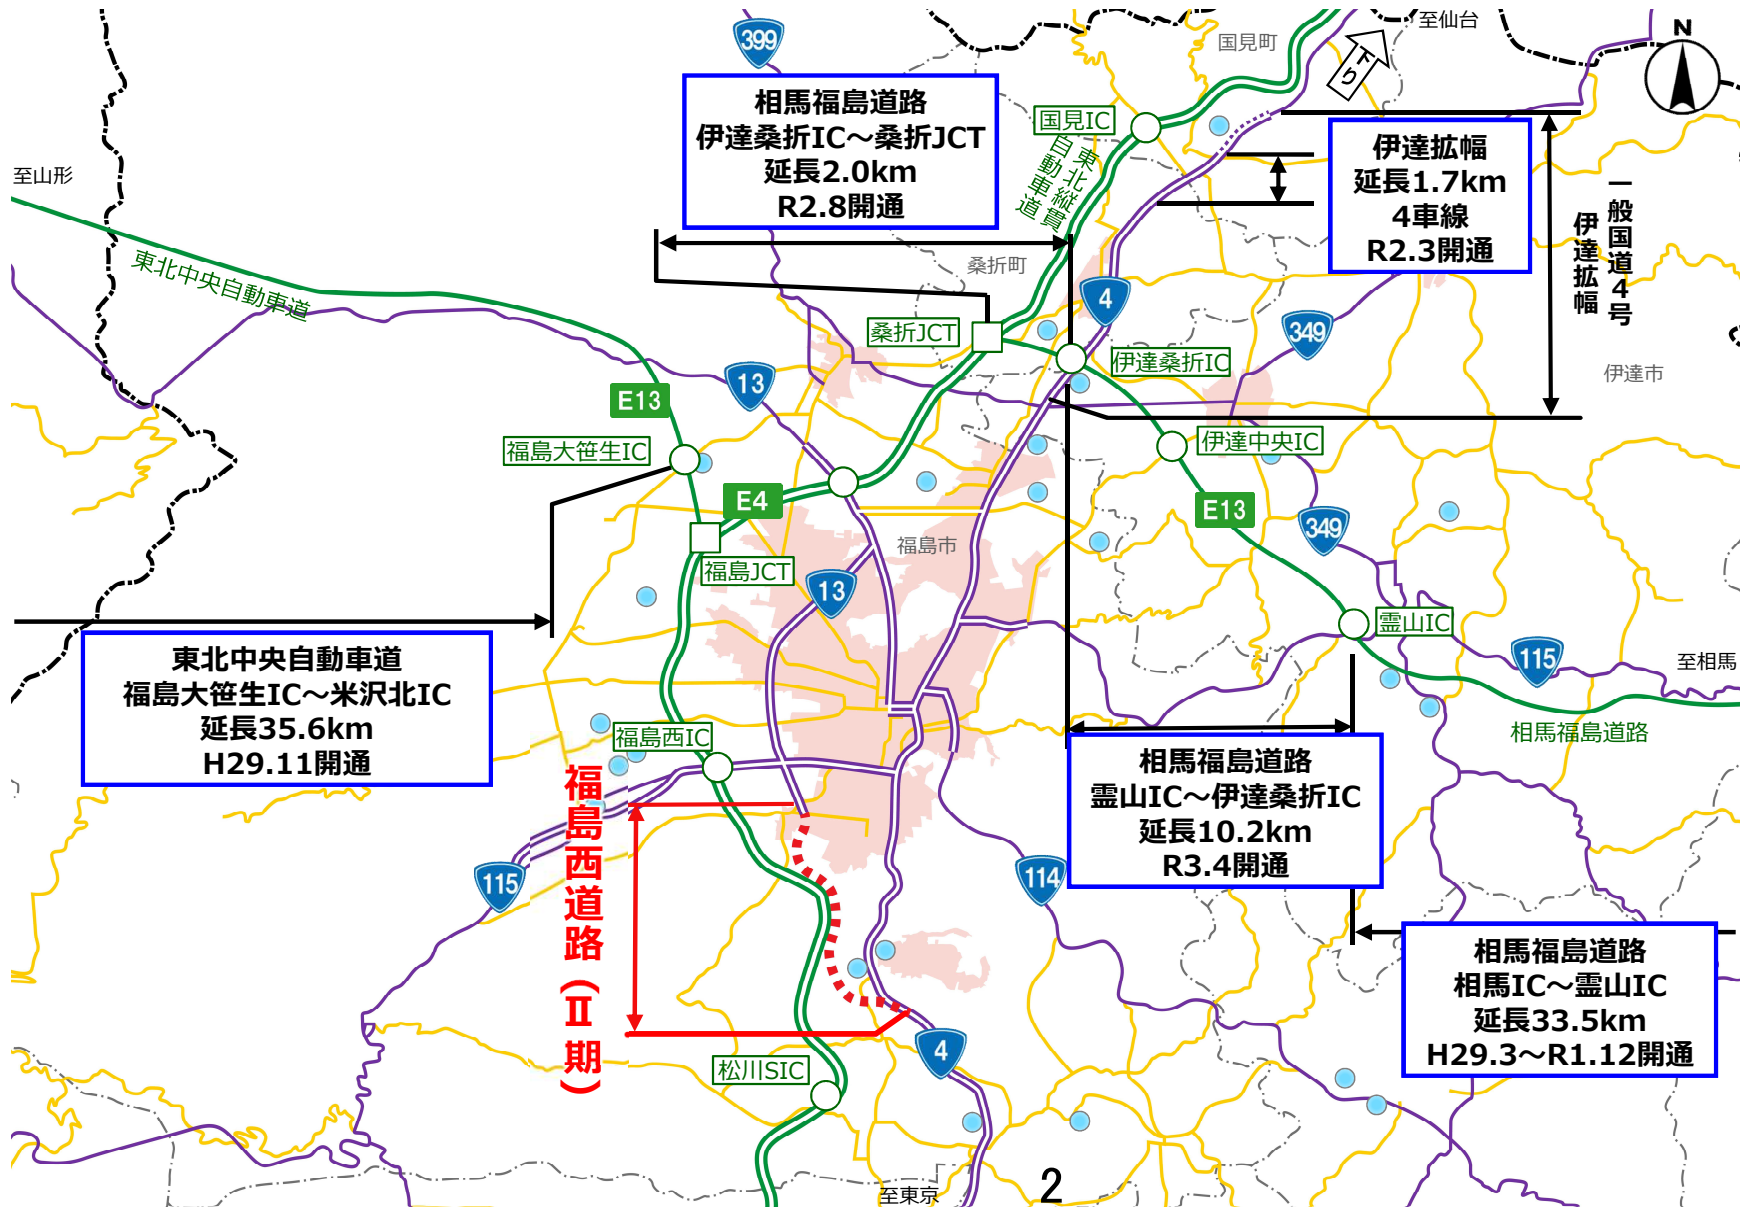 至仙台
下り
N
399
国見町
相馬福島道路
伊達桑折IC～桑折JCT
延長2.0km
R2.8開通
国見IC
東北縦貫
自動車道
伊達拡幅
延長1.7km
4車線
R2.3開通
一般国道4号
伊達拡幅
至山形
東北中央自動車道
桑折町
4
349
桑折JCT
伊達桑折IC
伊達市
13
E13
福島大笹生IC
伊達中央IC
E4
E13
349
福島市
福島JCT
13
霊山IC
115
至相馬
東北中央自動車道
福島大笹生IC～米沢北IC
延長35.6km
H29.11開通
相馬福島道路
福島西IC
相馬福島道路
霊山IC～伊達桑折IC
延長10.2km
R3.4開通
福島西道路（Ⅱ期）
115
114
相馬福島道路
相馬IC～霊山IC
延長33.5km
H29.3～R1.12開通
4
松川SIC
至東京
2